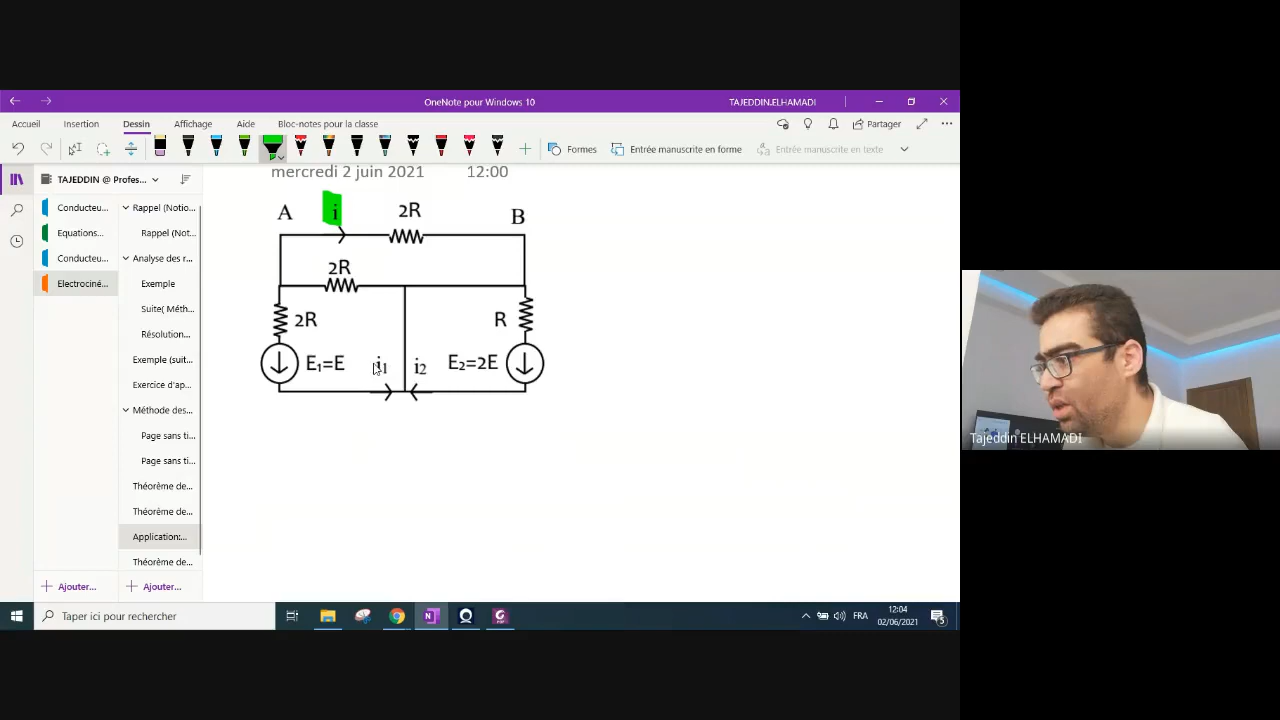 OneNote pour Windows 10
TAJEDDIN.ELHAMADI
Accueil Insertion Dessin Affichage Aide Bloc-notes pour la classe
Partager
Formes Entrée manuscrite en forme Entrée manuscrite en texte
TAJEDDIN @ Profes...
mercredi 2 juin 2021 12:00
Conducteu...
Equations...
Conducteu...
Electrociné...
Rappel (Notio...
Rappel (Not...
Analyse des r...
Exemple
Suite( Méth...
Résolution...
Exemple (suit...
Exercice d'ap...
Méthode des...
Page sans ti...
Page sans ti...
Théorème de...
Théorème de...
Application:...
Théorème de...
Ajouter... Ajouter...
A i 2R B
2R
2R R
E₁=E i₁ i₂ E₂=2E
Tajeddin ELHAMADI
Taper ici pour rechercher
N
PDF
FRA
12:04
02/06/2021
5